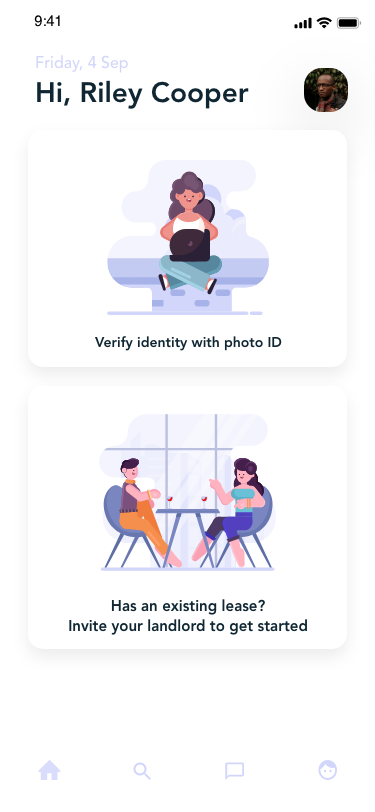 9:41
Friday, 4 Sep
Hi, Riley Cooper
Verify identity with photo ID
Has an existing lease?
Invite your landlord to get started